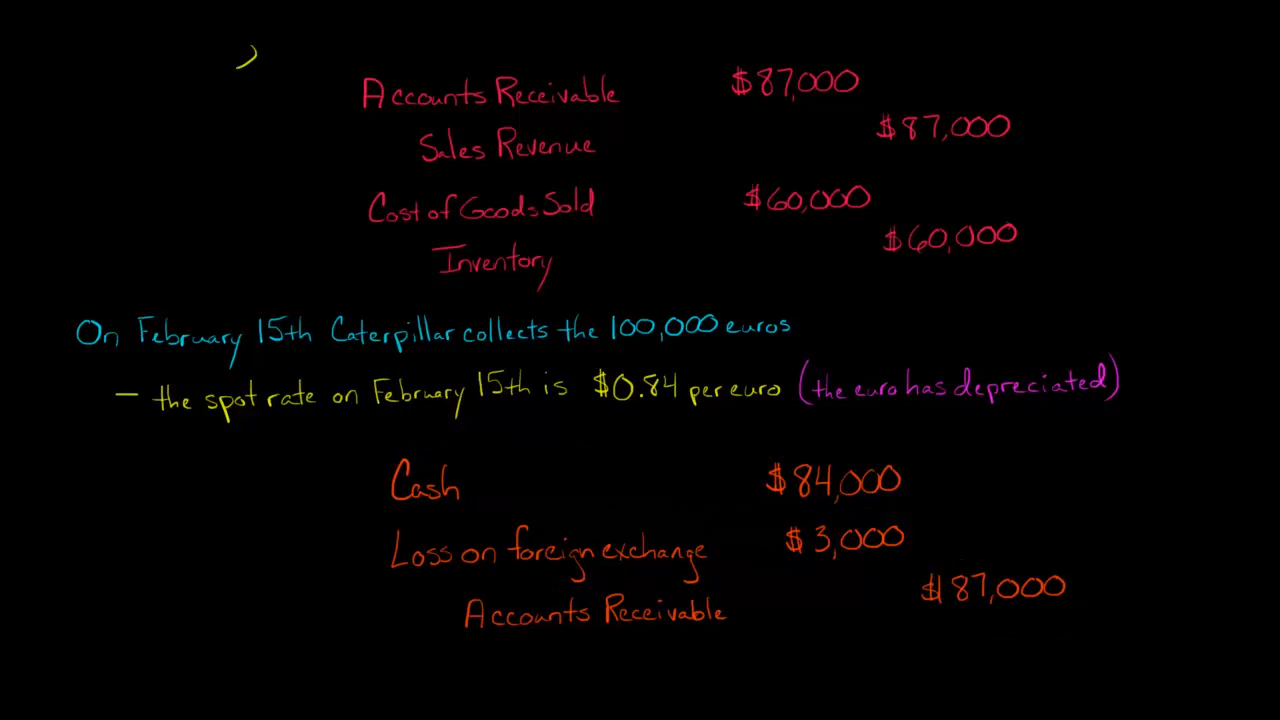 Accounts Receivable $87,000
Sales Revenue $87,000
Cost of Goods Sold $60,000
Inventory $60,000
On February 15th Caterpillar collects the 100,000 euros
– the spot rate on February 15th is $0.84 per euro (the euro has depreciated)
Cash $84,000
Loss on foreign exchange $3,000
Accounts Receivable $87,000